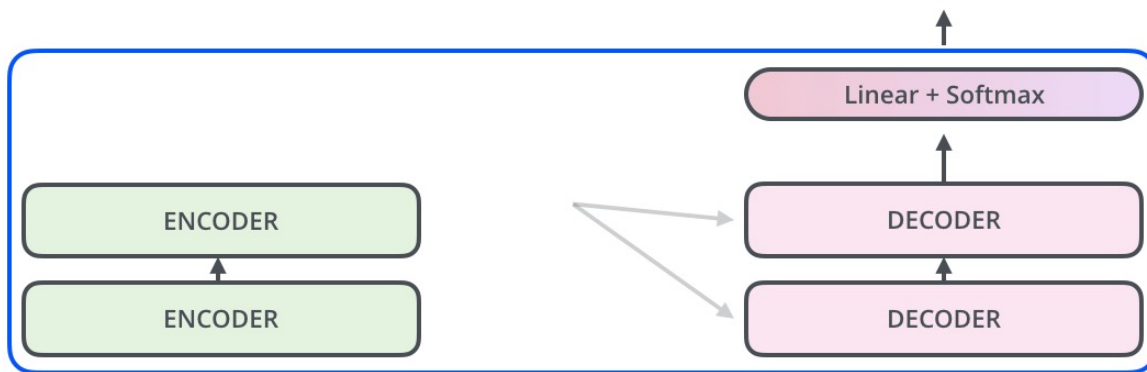 Linear + Softmax
ENCODER
DECODER
ENCODER
DECODER